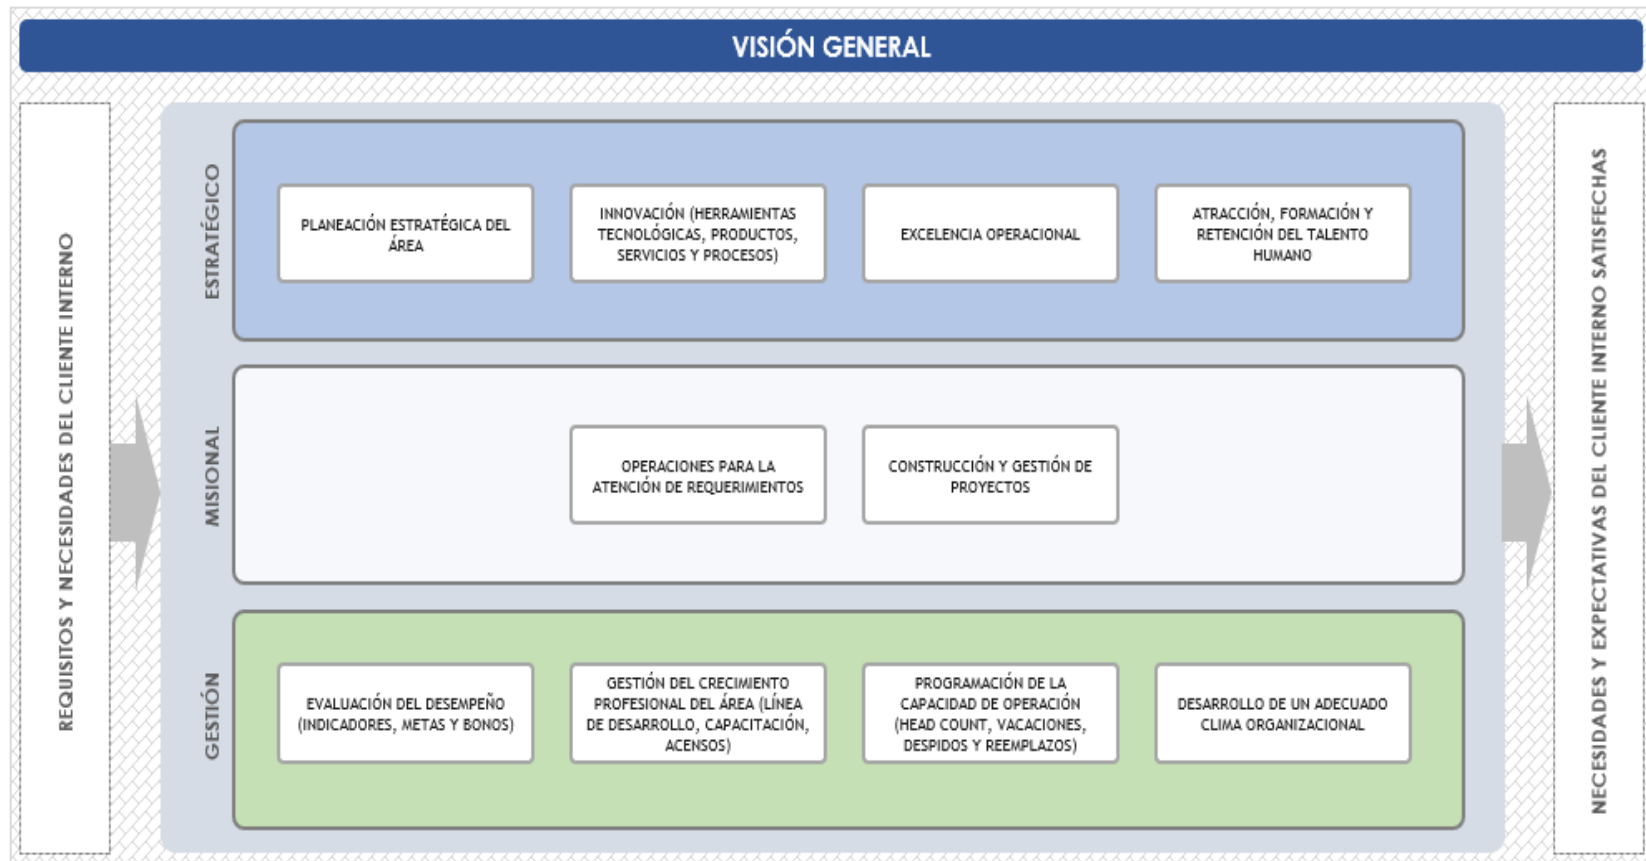 VISIÓN GENERAL
REQUISITOS Y NECESIDADES DEL CLIENTE INTERNO
ESTRATÉGICO
PLANEACIÓN ESTRATÉGICA DEL
ÁREA
INNOVACIÓN (HERRAMIENTAS
TECNOLÓGICAS, PRODUCTOS,
SERVICIOS Y PROCESOS)
EXCELENCIA OPERACIONAL
ATRACCIÓN, FORMACIÓN Y
RETENCIÓN DEL TALENTO
HUMANO
MISIONAL
OPERACIONES PARA LA
ATENCIÓN DE REQUERIMIENTOS
CONSTRUCCIÓN Y GESTIÓN DE
PROYECTOS
GESTIÓN
EVALUACIÓN DEL DESEMPEÑO
(INDICADORES, METAS Y BONOS)
GESTIÓN DEL CRECIMIENTO
PROFESIONAL DEL ÁREA (LÍNEA
DE DESARROLLO, CAPACITACIÓN,
ACENSOS)
PROGRAMACIÓN DE LA
CAPACIDAD DE OPERACIÓN
(HEAD COUNT, VACACIONES,
DESPIDOS Y REEMPLAZOS)
DESARROLLO DE UN ADECUADO
CLIMA ORGANIZACIONAL
NECESIDADES Y EXPECTATIVAS DEL CLIENTE INTERNO SATISFECHAS